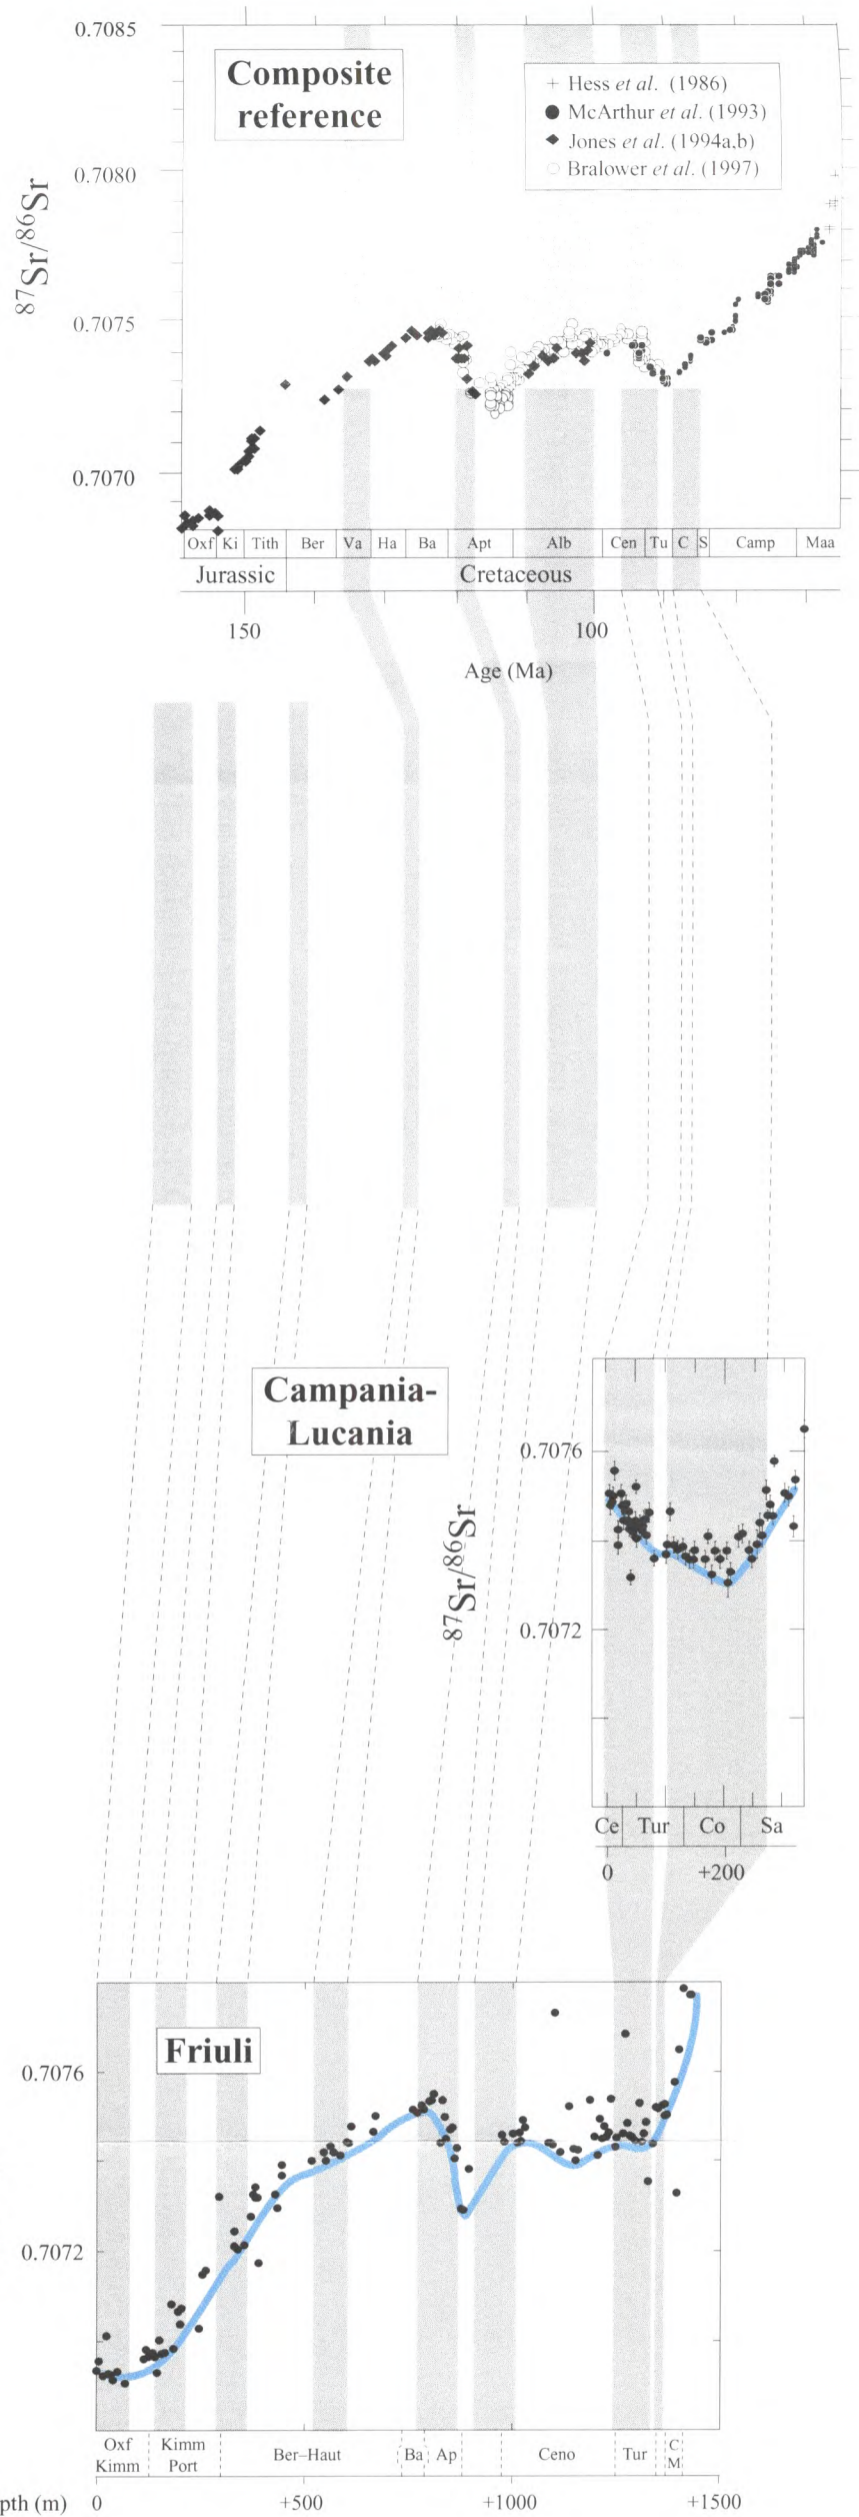 0.7085
Composite
reference
+ Hess et al. (1986)
● McArthur et al. (1993)
◆ Jones et al. (1994a,b)
○ Bralower et al. (1997)
0.7080
87Sr/86Sr
0.7075
0.7070
Oxf Ki Tith Ber Va Ha Ba Apt Alb Cen Tu C S Camp Maa
Jurassic Cretaceous
150 100
Age (Ma)
Campania-
Lucania
0.7076
87Sr/86Sr
0.7072
Ce Tur Co Sa
0 +200
Friuli
0.7076
0.7072
Oxf Kimm C
Ber–Haut Ba Ap Ceno Tur
Kimm Port M
pth (m) 0 +500 +1000 +1500